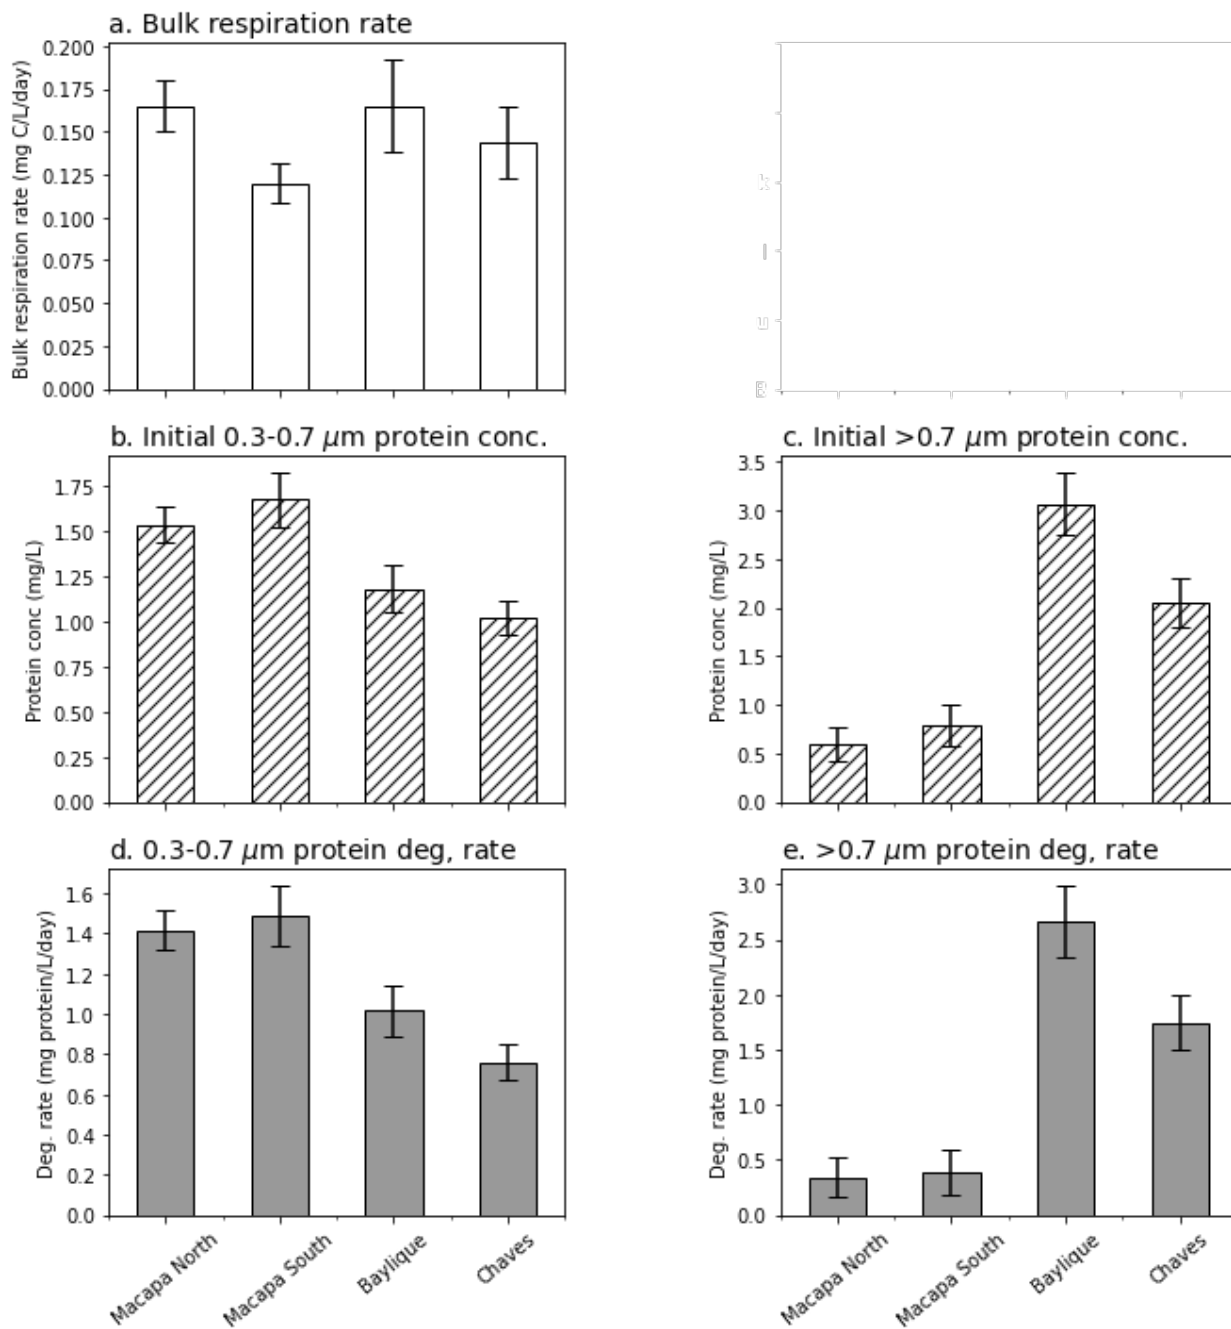 a. Bulk respiration rate
Bulk respiration rate (mg C/L/day)
0.200
0.175
0.150
0.125
0.100
0.075
0.050
0.025
0.000
b. Initial 0.3-0.7 μm protein conc.
Protein conc (mg/L)
1.75
1.50
1.25
1.00
0.75
0.50
0.25
0.00
c. Initial >0.7 μm protein conc.
Protein conc (mg/L)
3.5
3.0
2.5
2.0
1.5
1.0
0.5
0.0
d. 0.3-0.7 μm protein deg, rate
Deg. rate (mg protein/L/day)
1.6
1.4
1.2
1.0
0.8
0.6
0.4
0.2
0.0
Macapa North
Macapa South
Baylique
Chaves
e. >0.7 μm protein deg, rate
Deg. rate (mg protein/L/day)
3.0
2.5
2.0
1.5
1.0
0.5
0.0
Macapa North
Macapa South
Baylique
Chaves